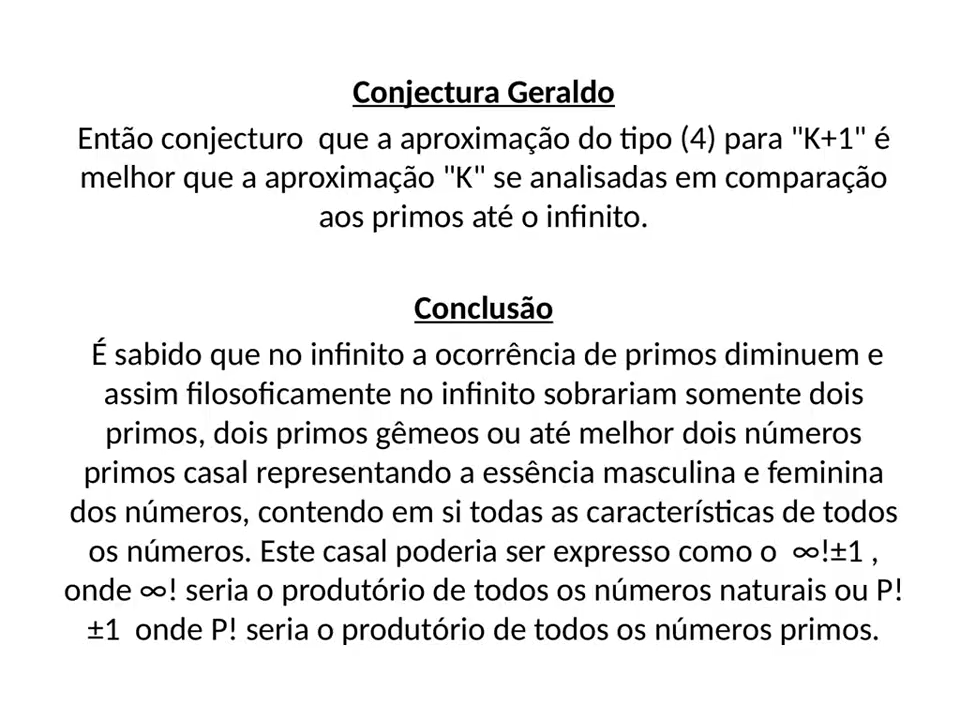 Conjectura Geraldo
Então conjecturo  que a aproximação do tipo (4) para "K+1" é
melhor que a aproximação "K" se analisadas em comparação
aos primos até o infinito.
Conclusão
É sabido que no infinito a ocorrência de primos diminuem e
assim filosoficamente no infinito sobrariam somente dois
primos, dois primos gêmeos ou até melhor dois números
primos casal representando a essência masculina e feminina
dos números, contendo em si todas as características de todos
os números. Este casal poderia ser expresso como o  ∞!±1 ,
onde ∞! seria o produtório de todos os números naturais ou P!
±1  onde P! seria o produtório de todos os números primos.